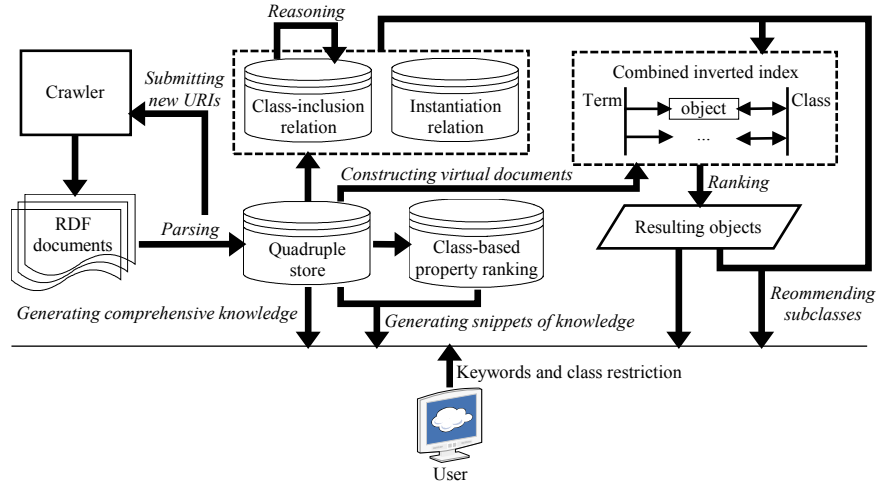 Reasoning
Crawler
Submitting
new URIs
Class-inclusion
relation
Instantiation
relation
Combined inverted index
Term
object
Class
...
Constructing virtual documents
Ranking
RDF
documents
Parsing
Quadruple
store
Class-based
property ranking
Resulting objects
Generating comprehensive knowledge
Generating snippets of knowledge
Reommending
subclasses
Keywords and class restriction
User